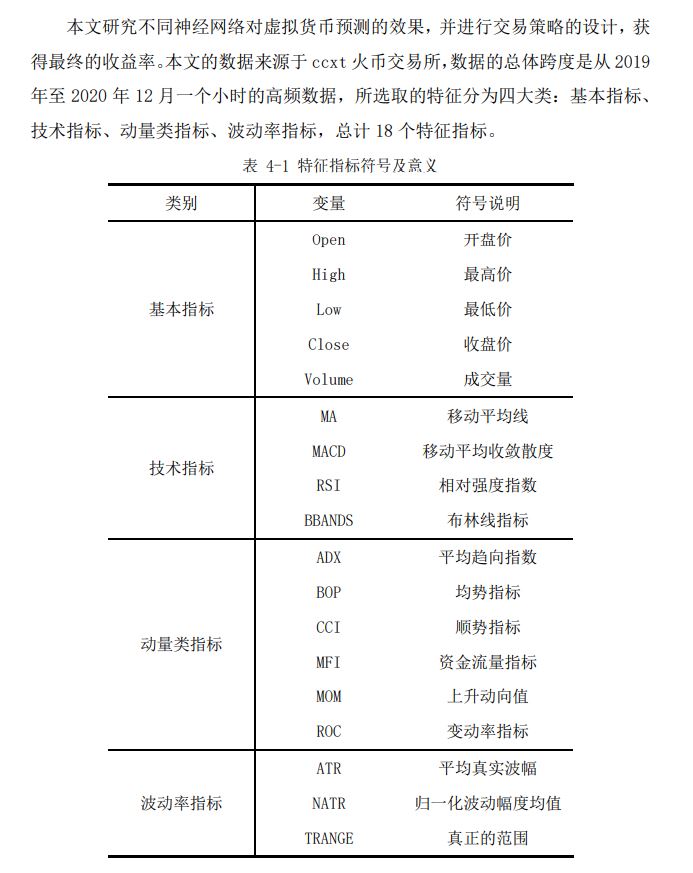 本文研究不同神经网络对虚拟货币预测的效果，并进行交易策略的设计，获
得最终的收益率。本文的数据来源于 ccxt 火币交易所，数据的总体跨度是从 2019
年至 2020 年 12 月一个小时的高频数据，所选取的特征分为四大类：基本指标、
技术指标、动量类指标、波动率指标，总计 18 个特征指标。
表 4-1 特征指标符号及意义
类别 变量 符号说明
Open 开盘价
High 最高价
基本指标 Low 最低价
Close 收盘价
Volume 成交量
MA 移动平均线
MACD 移动平均收敛散度
技术指标
RSI 相对强度指数
BBANDS 布林线指标
ADX 平均趋向指数
BOP 均势指标
CCI 顺势指标
动量类指标
MFI 资金流量指标
MOM 上升动向值
ROC 变动率指标
ATR 平均真实波幅
波动率指标 NATR 归一化波动幅度均值
TRANGE 真正的范围